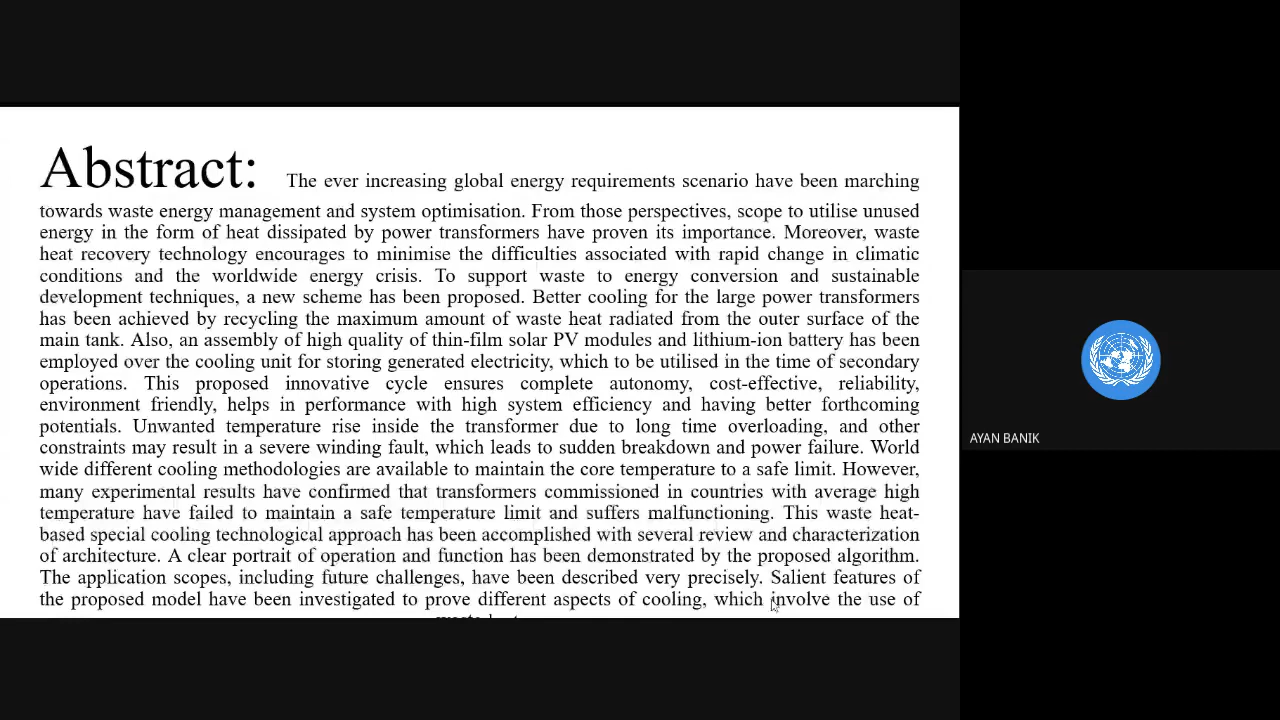 Abstract: The ever increasing global energy requirements scenario have been marching
towards waste energy management and system optimisation. From those perspectives, scope to utilise unused
energy in the form of heat dissipated by power transformers have proven its importance. Moreover, waste
heat recovery technology encourages to minimise the difficulties associated with rapid change in climatic
conditions and the worldwide energy crisis. To support waste to energy conversion and sustainable
development techniques, a new scheme has been proposed. Better cooling for the large power transformers
has been achieved by recycling the maximum amount of waste heat radiated from the outer surface of the
main tank. Also, an assembly of high quality of thin-film solar PV modules and lithium-ion battery has been
employed over the cooling unit for storing generated electricity, which to be utilised in the time of secondary
operations. This proposed innovative cycle ensures complete autonomy, cost-effective, reliability,
environment friendly, helps in performance with high system efficiency and having better forthcoming
potentials. Unwanted temperature rise inside the transformer due to long time overloading, and other
constraints may result in a severe winding fault, which leads to sudden breakdown and power failure. World
wide different cooling methodologies are available to maintain the core temperature to a safe limit. However,
many experimental results have confirmed that transformers commissioned in countries with average high
temperature have failed to maintain a safe temperature limit and suffers malfunctioning. This waste heat-
based special cooling technological approach has been accomplished with several review and characterization
of architecture. A clear portrait of operation and function has been demonstrated by the proposed algorithm.
The application scopes, including future challenges, have been described very precisely. Salient features of
the proposed model have been investigated to prove different aspects of cooling, which involve the use of
AYAN BANIK